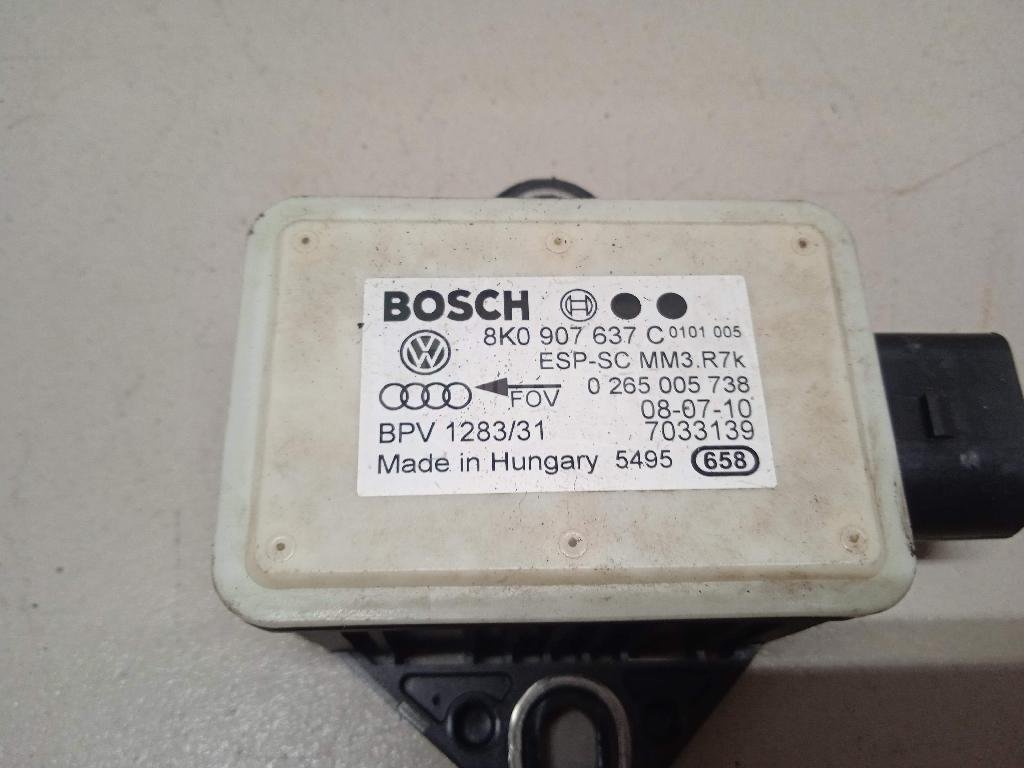 BOSCH
8K0 907 637 C 0101 005
ESP-SC MM3.R7k
0 265 005 738
FOV
08-07-10
BPV 1283/31 7033139
Made in Hungary 5495 658